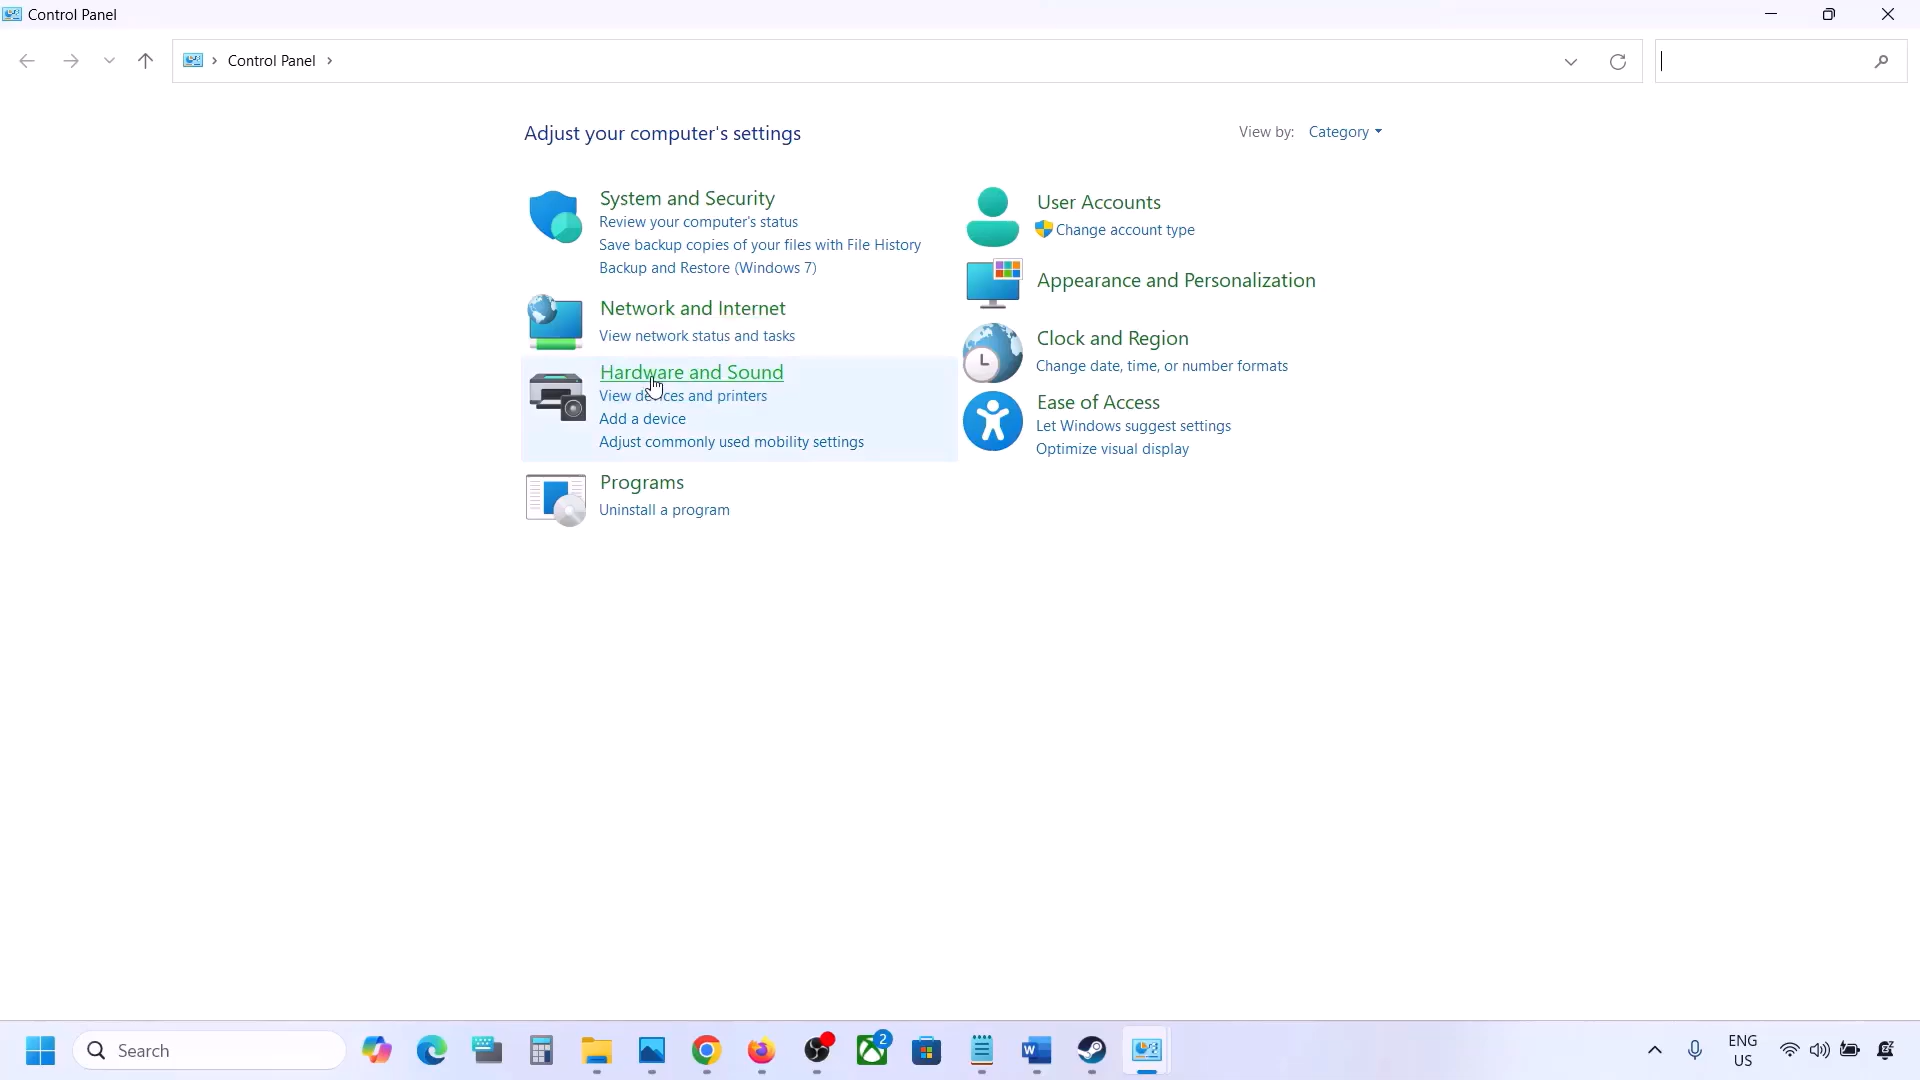 Control Panel
Control Panel
Adjust your computer's settings
View by: Category
System and Security
Review your computer's status
Save backup copies of your files with File History
Backup and Restore (Windows 7)
Network and Internet
View network status and tasks
Hardware and Sound
View devices and printers
Add a device
Adjust commonly used mobility settings
Programs
Uninstall a program
User Accounts
Change account type
Appearance and Personalization
Clock and Region
Change date, time, or number formats
Ease of Access
Let Windows suggest settings
Optimize visual display
Search
2
ENG
US